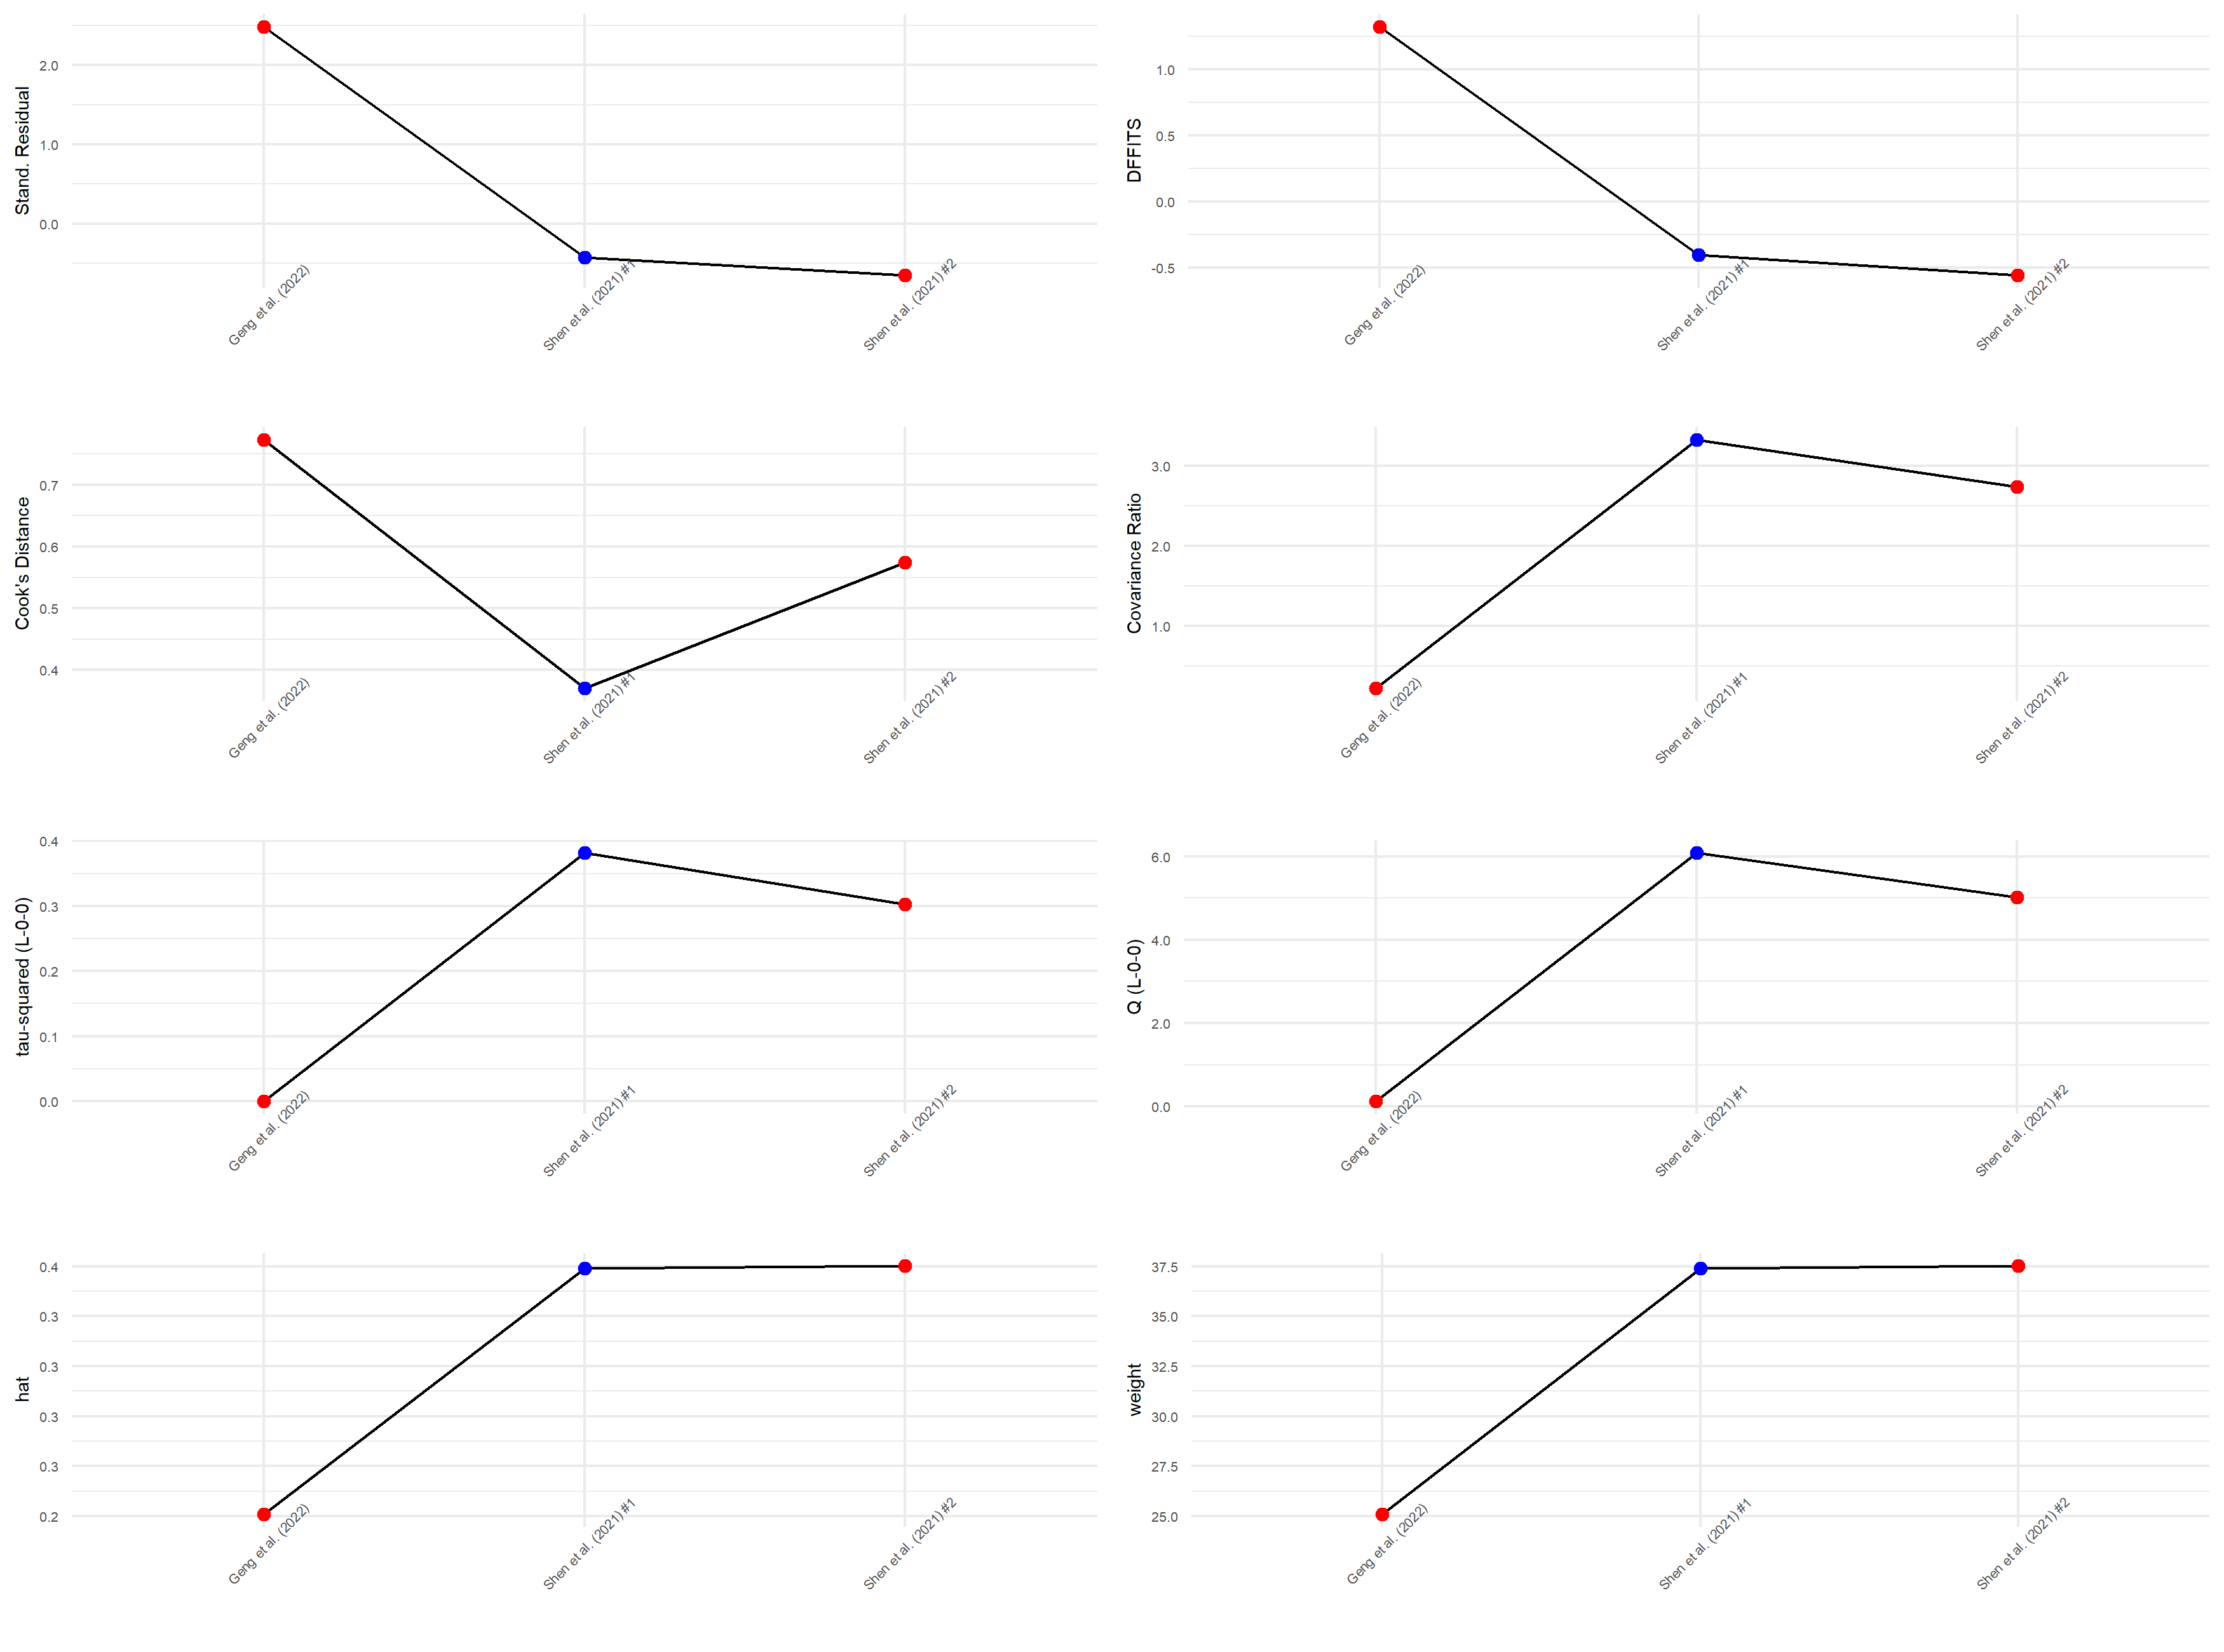 Stand. Residual
2.0
1.0
0.0
Geng et al. (2022)
Shen et al. (2021) #1
Shen et al. (2021) #2
DFFITS
1.0
0.5
0.0
-0.5
Geng et al. (2022)
Shen et al. (2021) #1
Shen et al. (2021) #2
Cook's Distance
0.7
0.6
0.5
0.4
Geng et al. (2022)
Shen et al. (2021) #1
Shen et al. (2021) #2
Covariance Ratio
3.0
2.0
1.0
Geng et al. (2022)
Shen et al. (2021) #1
Shen et al. (2021) #2
tau-squared (L-0-0)
0.4
0.3
0.2
0.1
0.0
Geng et al. (2022)
Shen et al. (2021) #1
Shen et al. (2021) #2
Q (L-0-0)
6.0
4.0
2.0
0.0
Geng et al. (2022)
Shen et al. (2021) #1
Shen et al. (2021) #2
hat
0.4
0.3
0.3
0.3
0.3
0.2
Geng et al. (2022)
Shen et al. (2021) #1
Shen et al. (2021) #2
weight
37.5
35.0
32.5
30.0
27.5
25.0
Geng et al. (2022)
Shen et al. (2021) #1
Shen et al. (2021) #2